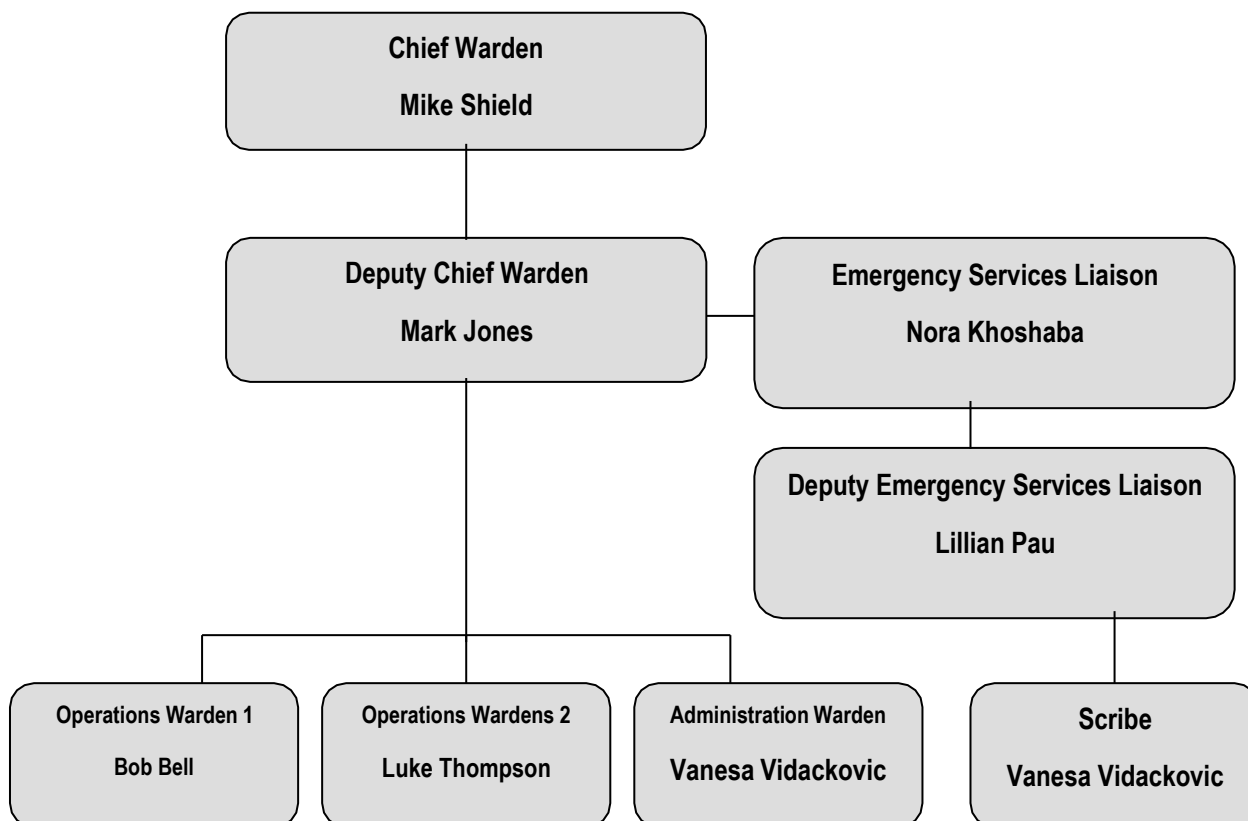 Chief Warden
Mike Shield
Deputy Chief Warden
Mark Jones
Emergency Services Liaison
Nora Khoshaba
Deputy Emergency Services Liaison
Lillian Pau
Operations Warden 1
Bob Bell
Operations Wardens 2
Luke Thompson
Administration Warden
Vanesa Vidackovic
Scribe
Vanesa Vidackovic